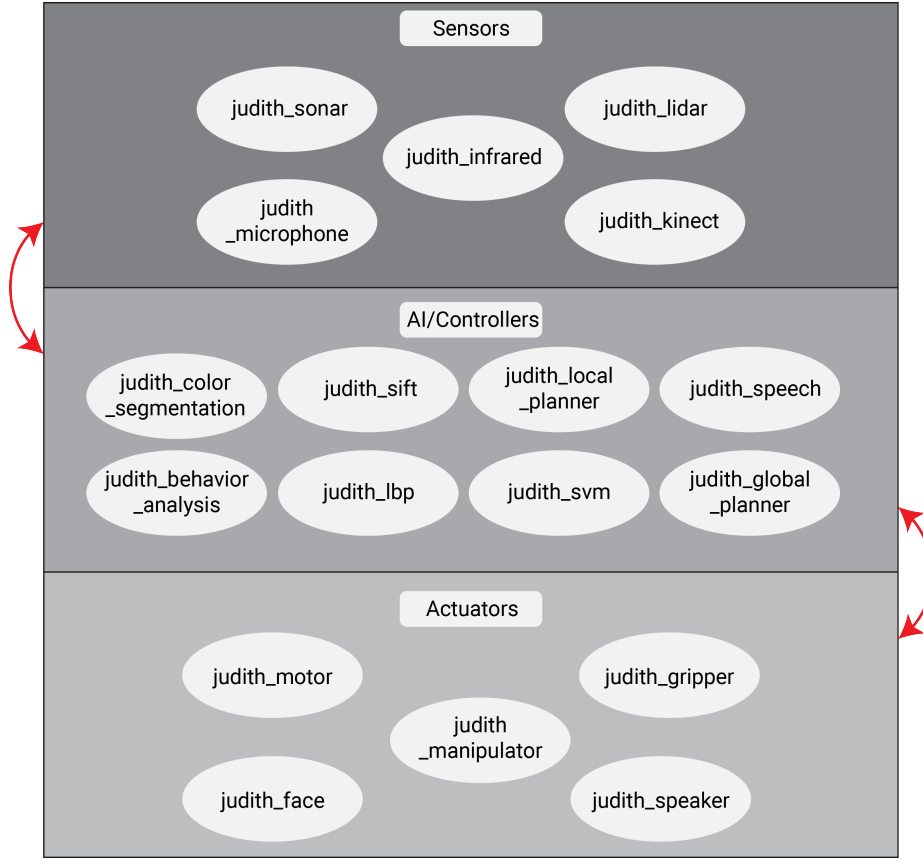 Sensors
judith_sonar
judith_lidar
judith_infrared
judith
_microphone
judith_kinect
AI/Controllers
judith_color
_segmentation
judith_sift
judith_local
_planner
judith_speech
judith_behavior
_analysis
judith_lbp
judith_svm
judith_global
_planner
Actuators
judith_motor
judith_gripper
judith
_manipulator
judith_face
judith_speaker